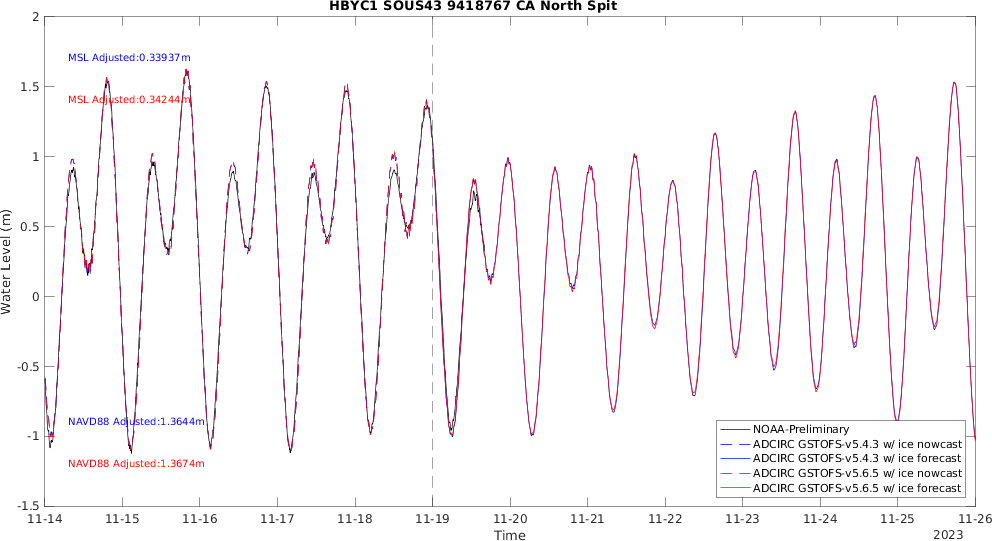 HBYC1 SOUS43 9418767 CA North Spit
2
1.5
1
0.5
0
-0.5
-1
-1.5
Water Level (m)
MSL Adjusted:0.33937m
MSL Adjusted:0.34244m
NAVD88 Adjusted:1.3644m
NAVD88 Adjusted:1.3674m
NOAA-Preliminary
ADCIRC GSTOFS-v5.4.3 w/ ice nowcast
ADCIRC GSTOFS-v5.4.3 w/ ice forecast
ADCIRC GSTOFS-v5.6.5 w/ ice nowcast
ADCIRC GSTOFS-v5.6.5 w/ ice forecast
11-14 11-15 11-16 11-17 11-18 11-19 11-20 11-21 11-22 11-23 11-24 11-25 11-26
Time
2023